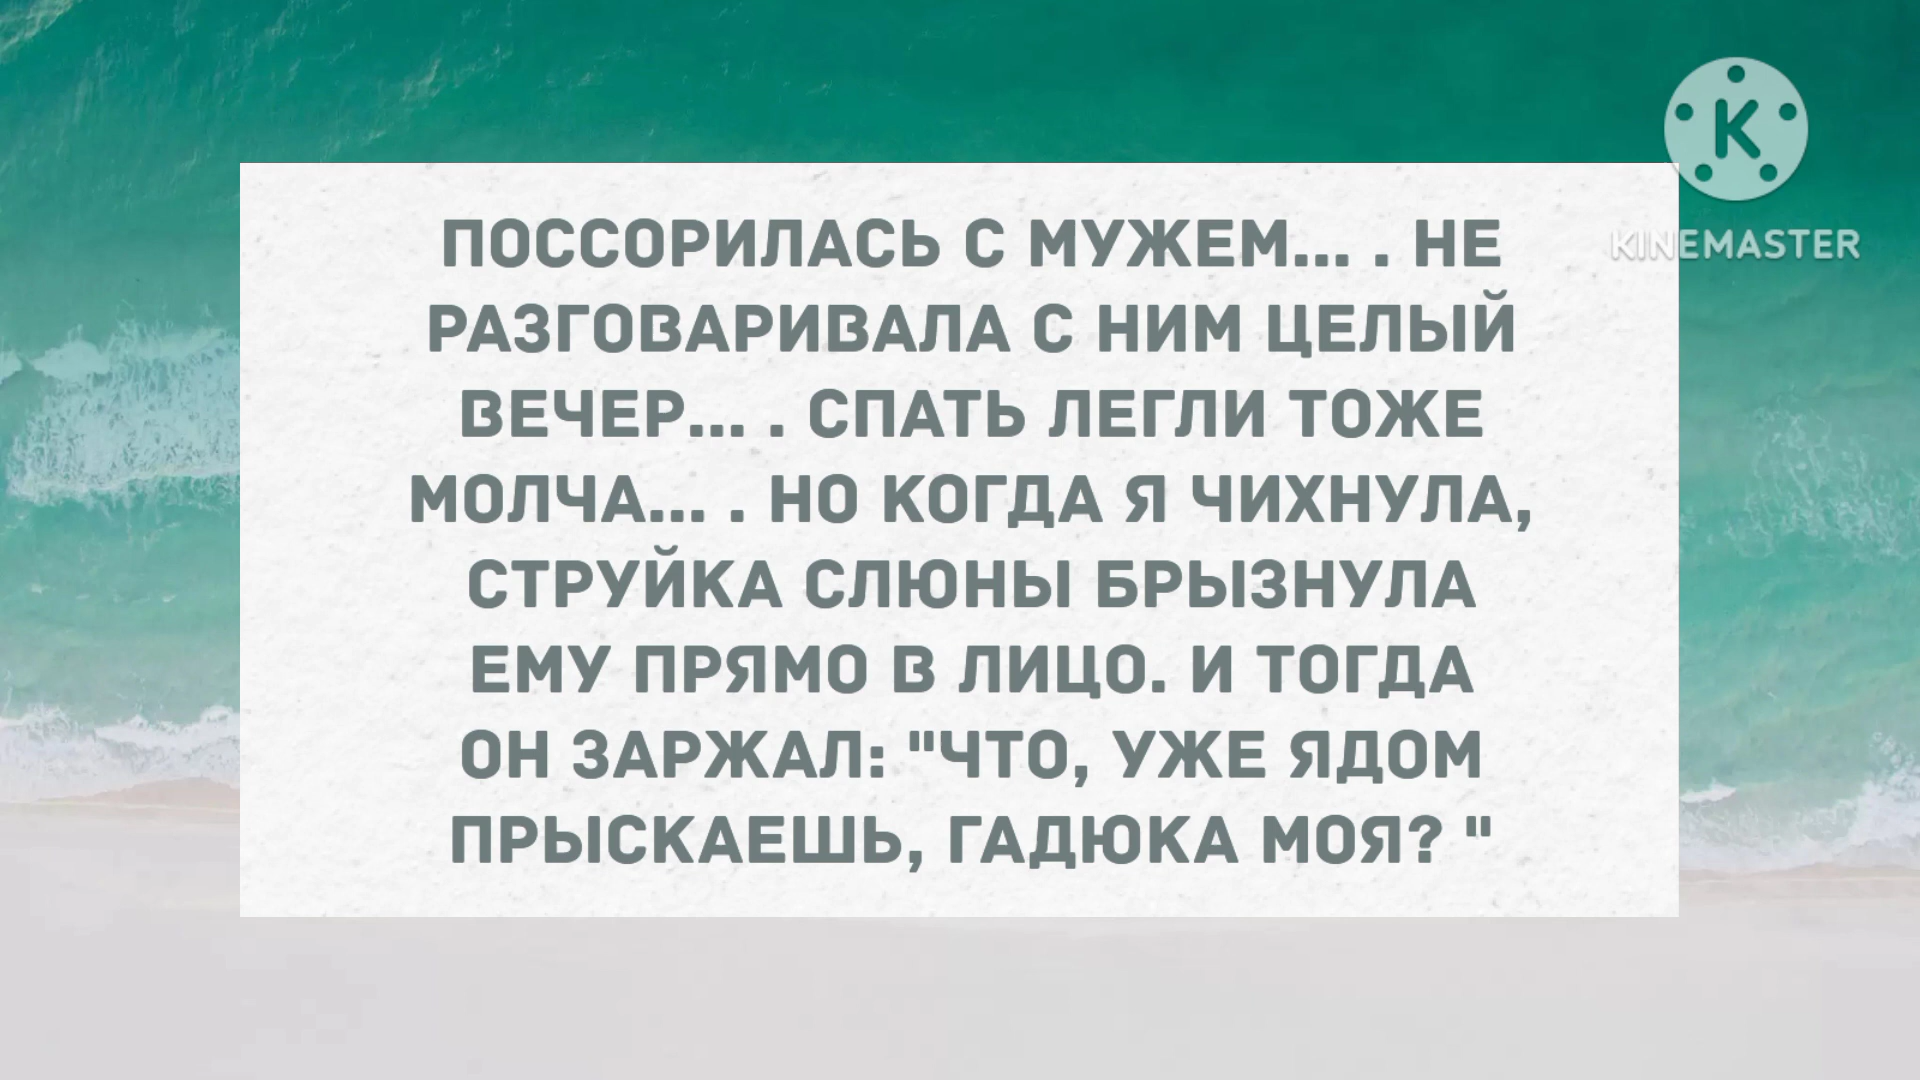 ПОССОРИЛАСЬ С МУЖЕМ... . НЕ
РАЗГОВАРИВАЛА С НИМ ЦЕЛЫЙ
ВЕЧЕР... . СПАТЬ ЛЕГЛИ ТОЖЕ
МОЛЧА... . НО КОГДА Я ЧИХНУЛА,
СТРУЙКА СЛЮНЫ БРЫЗНУЛА
ЕМУ ПРЯМО В ЛИЦО. И ТОГДА
ОН ЗАРЖАЛ: "ЧТО, УЖЕ ЯДОМ
ПРЫСКАЕШЬ, ГАДЮКА МОЯ? "
K
KINEMASTER